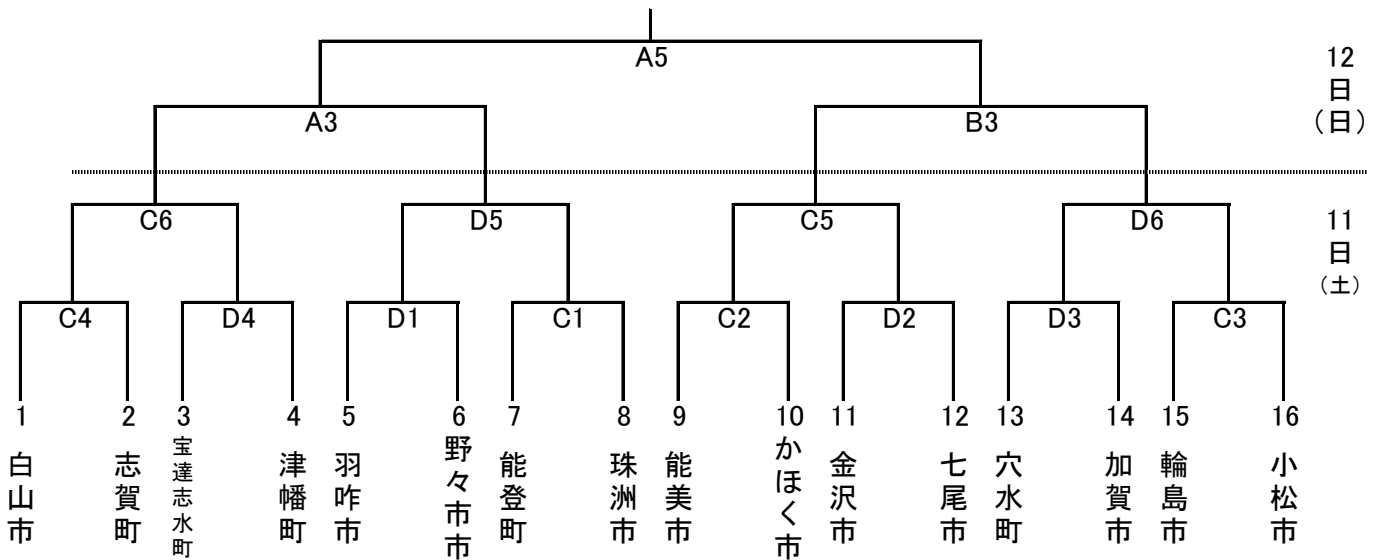 A5
12日(日)
A3
B3
C6
D5
C5
D6
11日(土)
C4
D4
D1
C1
C2
D2
D3
C3
1
2
3
4
5
6
7
8
9
10
11
12
13
14
15
16
白山市
志賀町
宝達志水町
津幡町
羽咋市
野々市市
能登町
珠洲市
能美市
かほく市
金沢市
七尾市
穴水町
加賀市
輪島市
小松市